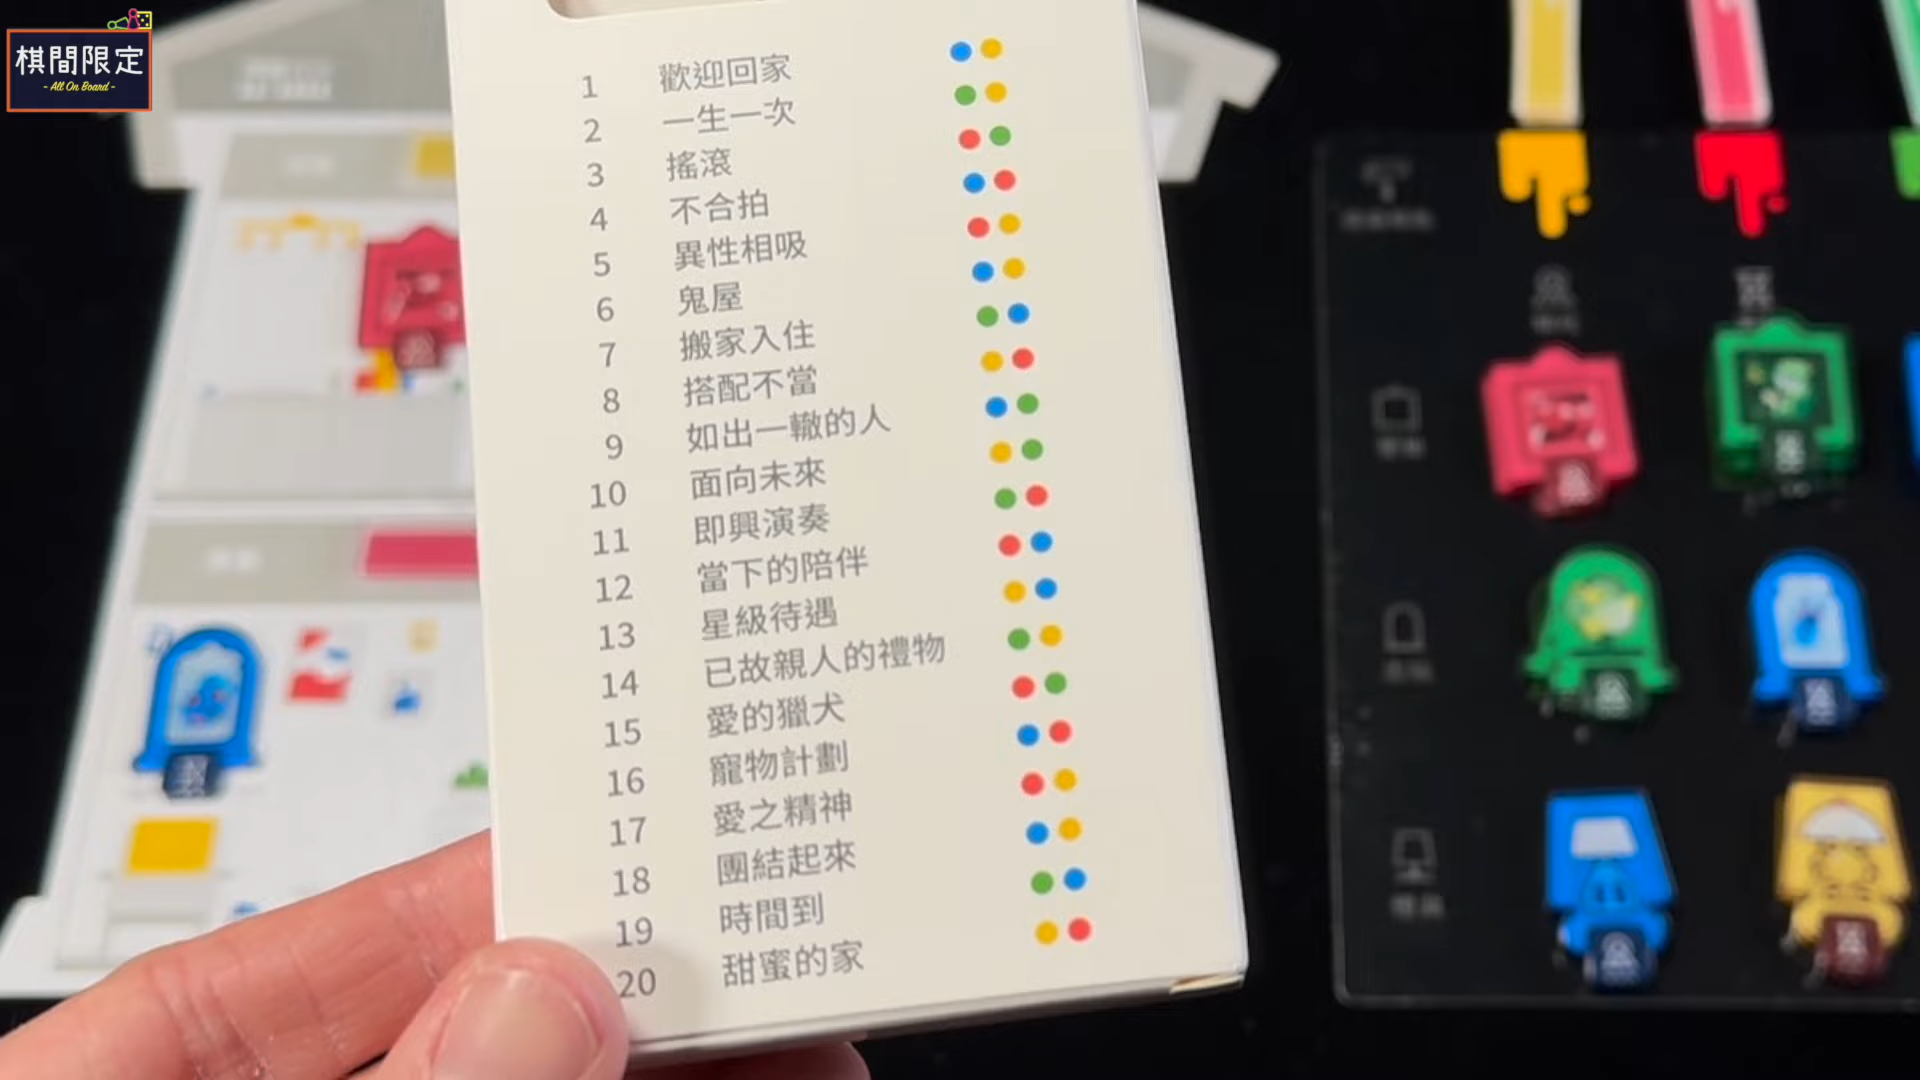 棋間限定
- All On Board -
1 歡迎回家
2 一生一次
3 搖滾
4 不合拍
5 異性相吸
6 鬼屋
7 搬家入住
8 搭配不當
9 如出一轍的人
10 面向未來
11 即興演奏
12 當下的陪伴
13 星級待遇
14 已故親人的禮物
15 愛的獵犬
16 寵物計劃
17 愛之精神
18 團結起來
19 時間到
20 甜蜜的家